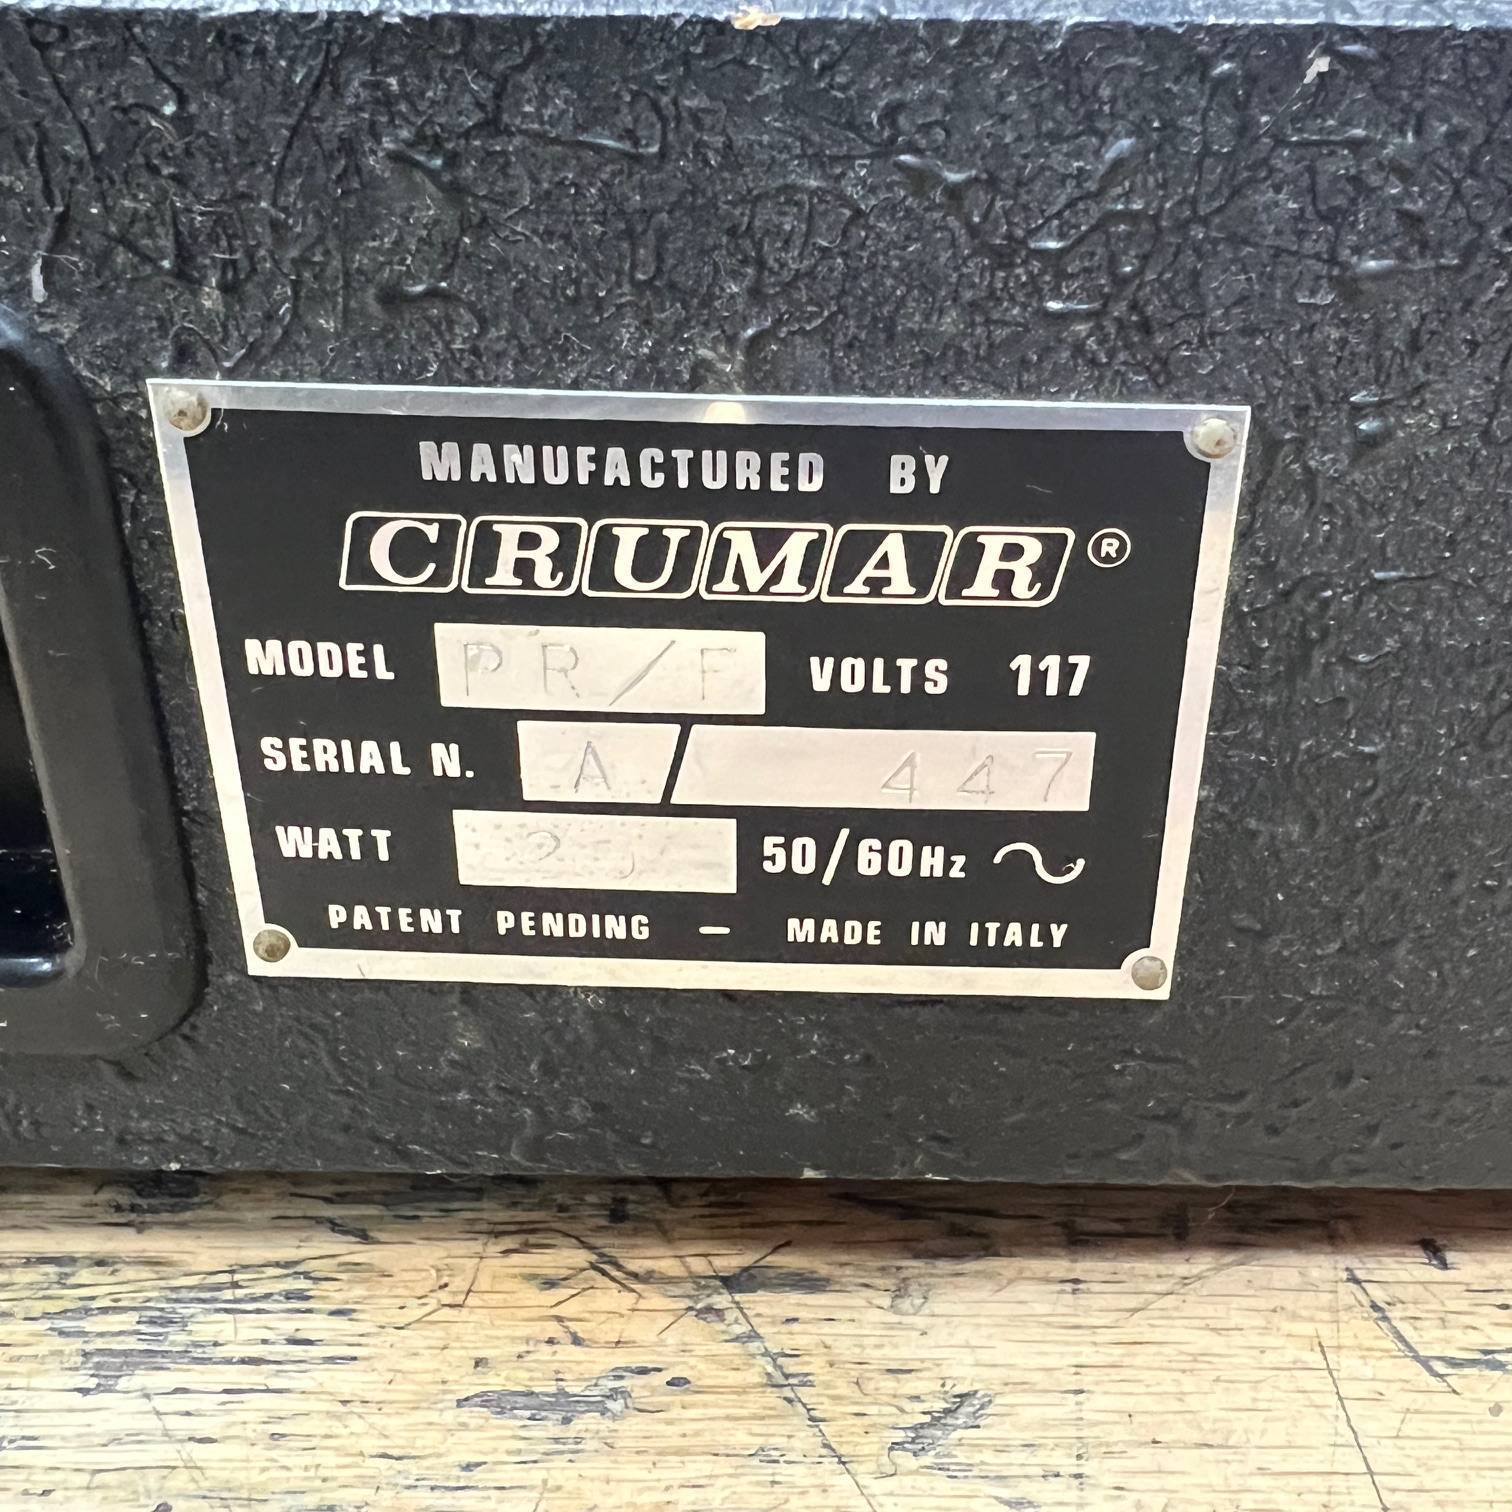 MANUFACTURED BY
CRUMAR®
MODEL PR/F VOLTS 117
SERIAL N. A/447
WATT 50/60Hz
PATENT PENDING — MADE IN ITALY